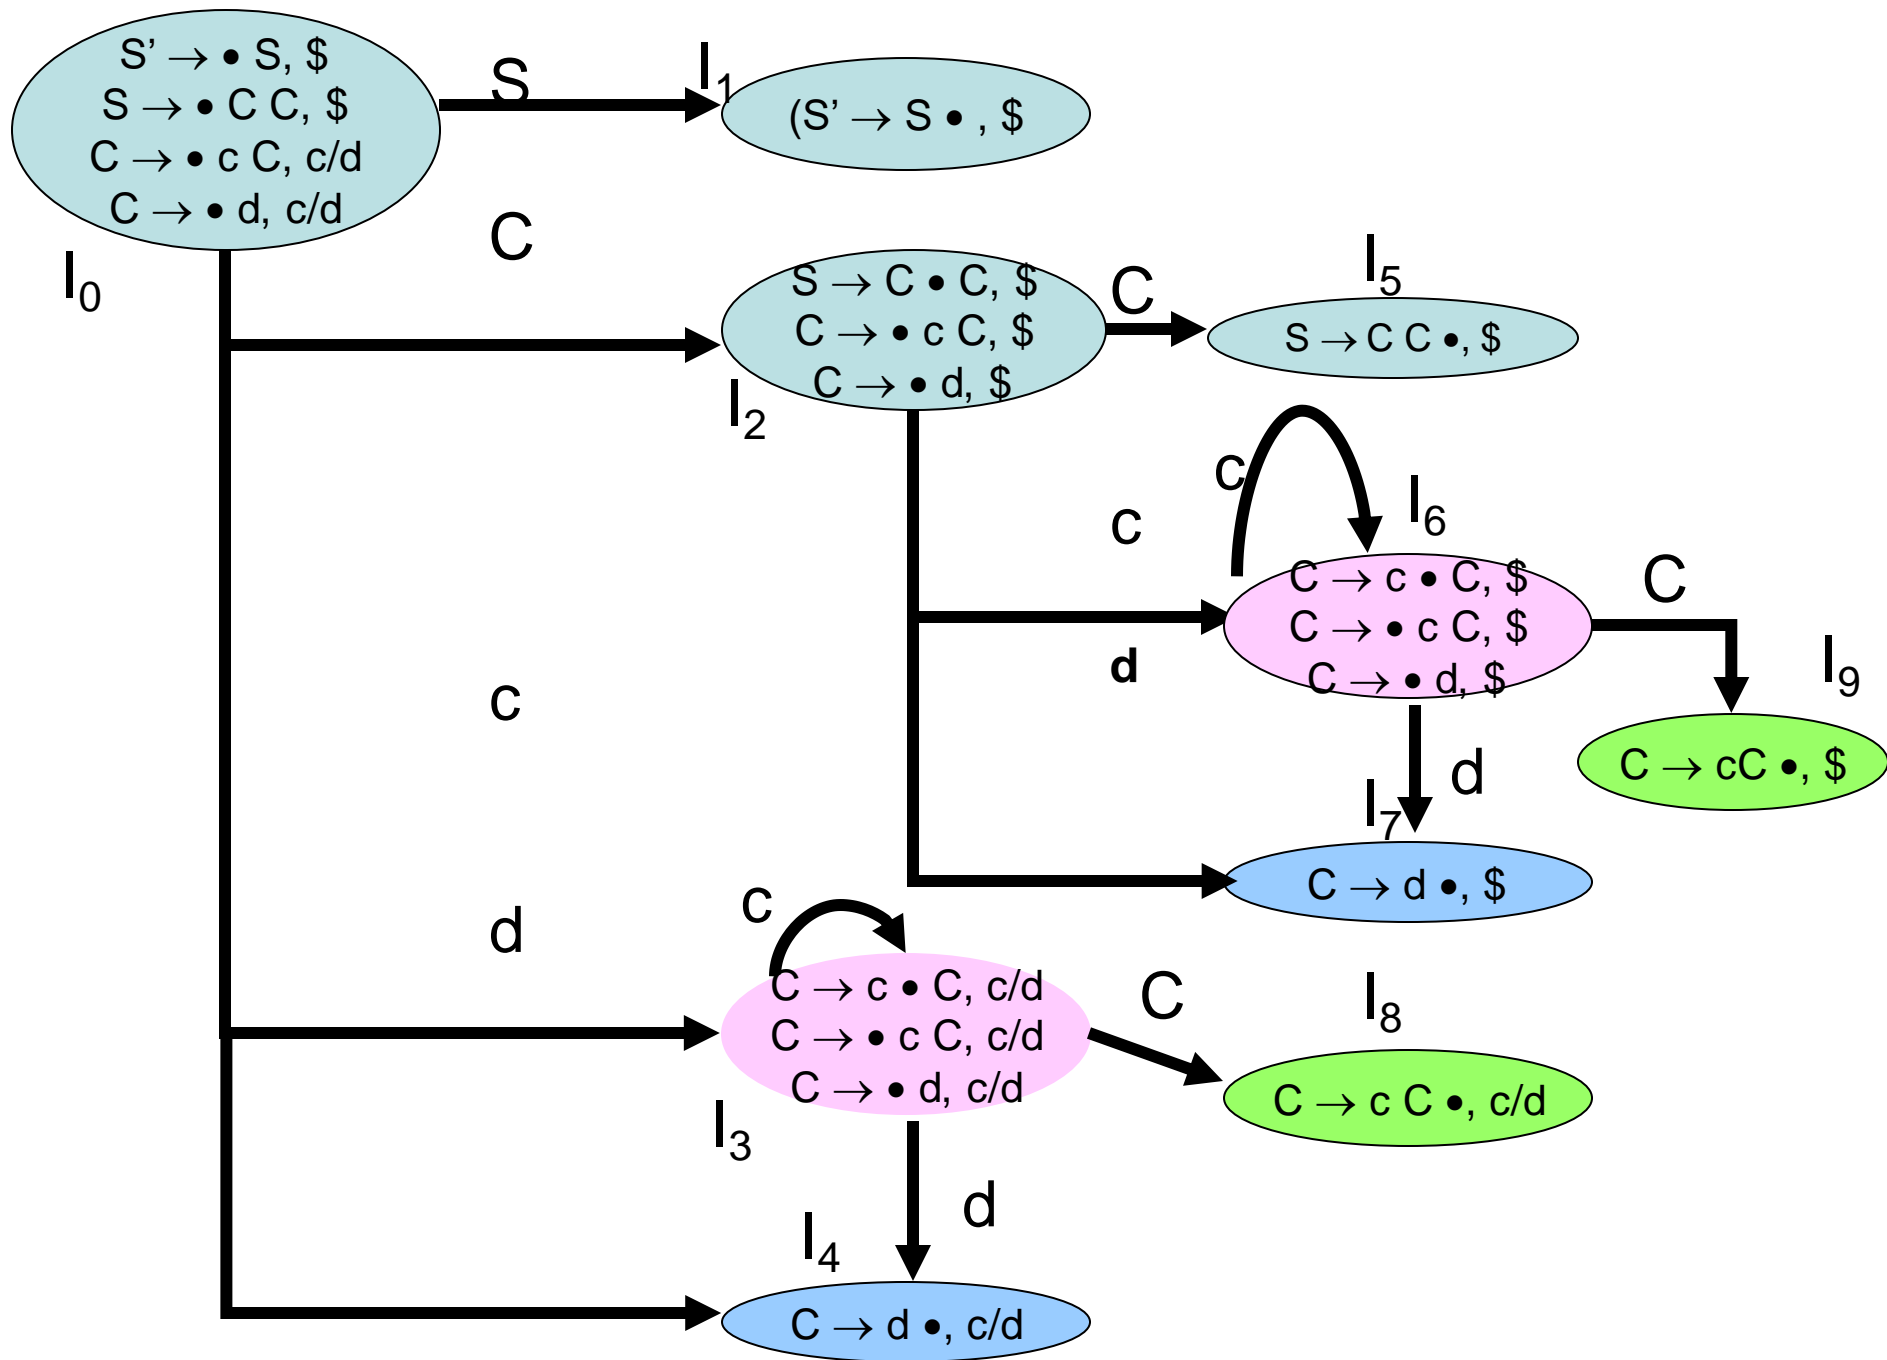 S’ → • S, $
S → • C C, $
C → • c C, c/d
C → • d, c/d
I0
S
I1
(S’ → S • , $
C
S → C • C, $
C → • c C, $
C → • d, $
I2
C
I5
S → C C •, $
c
c
I6
C → c • C, $
C → • c C, $
C → • d, $
C
I9
C → cC •, $
d
d
I7
C → d •, $
c
d
c
C → c • C, c/d
C → • c C, c/d
C → • d, c/d
I3
C
I8
C → c C •, c/d
d
I4
C → d •, c/d